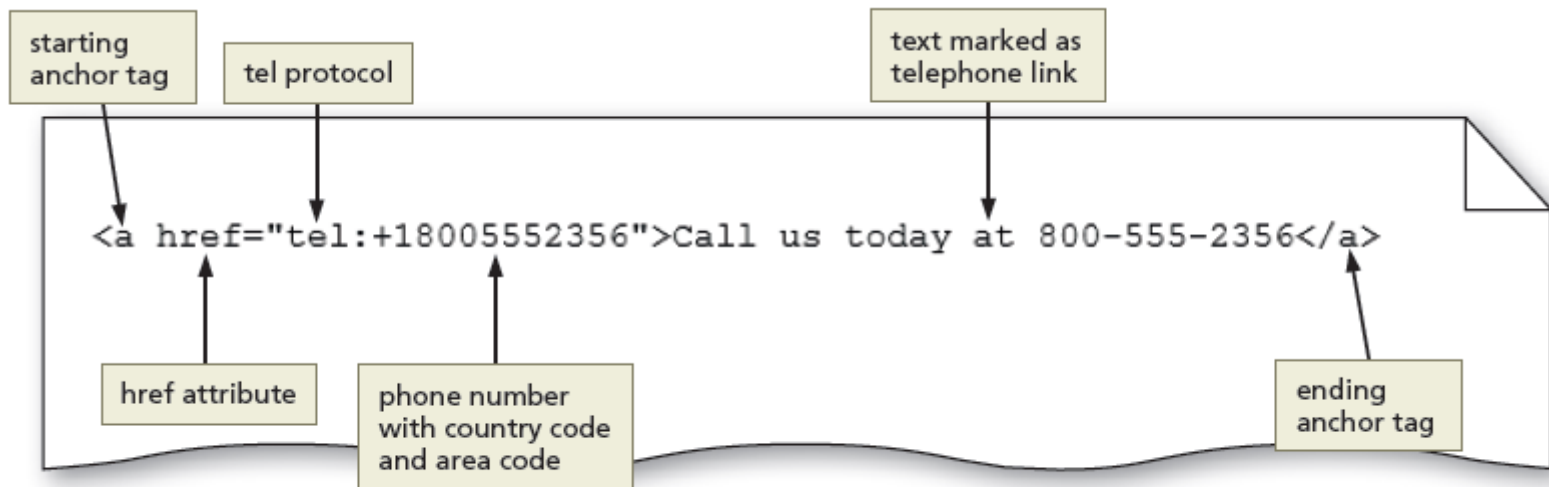 starting
anchor tag
tel protocol
text marked as
telephone link
<a href="tel:+18005552356">Call us today at 800-555-2356</a>
href attribute
phone number
with country code
and area code
ending
anchor tag